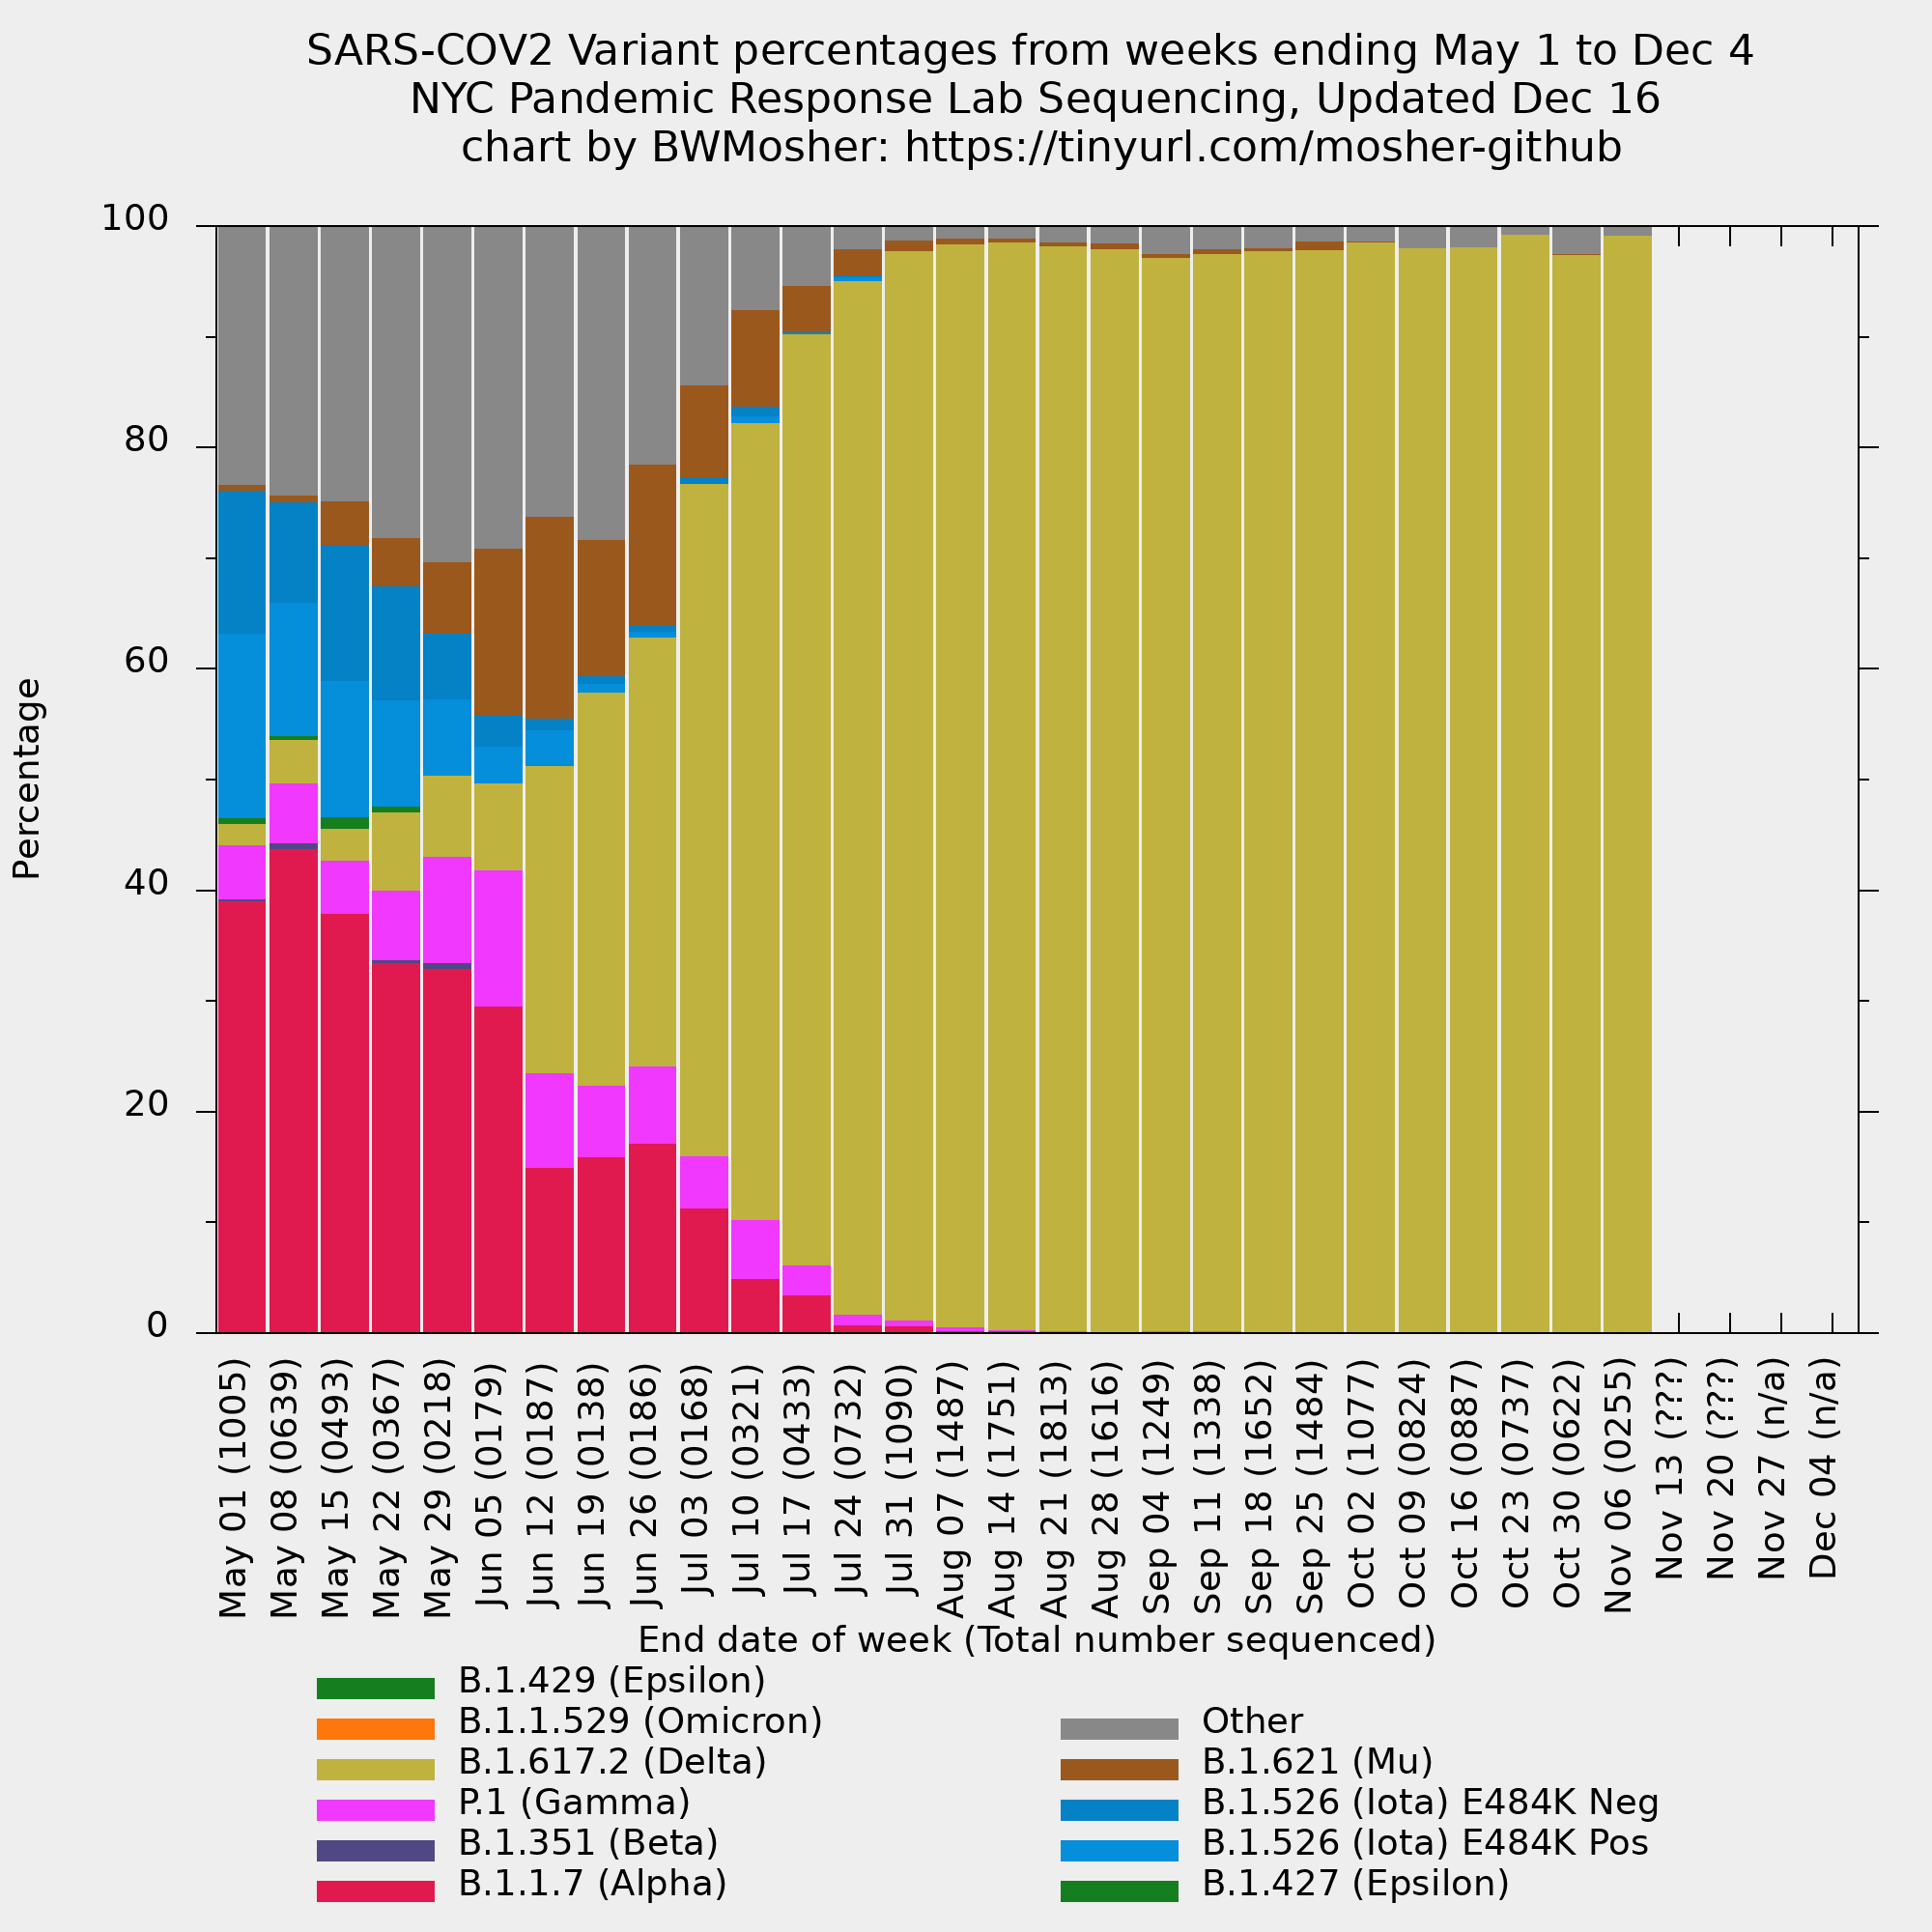 SARS-COV2 Variant percentages from weeks ending May 1 to Dec 4
NYC Pandemic Response Lab Sequencing, Updated Dec 16
chart by BWMosher: https://tinyurl.com/mosher-github
100
80
60
40
20
0
Percentage
May 01 (1005)
May 08 (0639)
May 15 (0493)
May 22 (0367)
May 29 (0218)
Jun 05 (0179)
Jun 12 (0187)
Jun 19 (0138)
Jun 26 (0186)
Jul 03 (0168)
Jul 10 (0321)
Jul 17 (0433)
Jul 24 (0732)
Jul 31 (1090)
Aug 07 (1487)
Aug 14 (1751)
Aug 21 (1813)
Aug 28 (1616)
Sep 04 (1249)
Sep 11 (1338)
Sep 18 (1652)
Sep 25 (1484)
Oct 02 (1077)
Oct 09 (0824)
Oct 16 (0887)
Oct 23 (0737)
Oct 30 (0622)
Nov 06 (0255)
Nov 13 (???)
Nov 20 (???)
Nov 27 (n/a)
Dec 04 (n/a)
End date of week (Total number sequenced)
B.1.429 (Epsilon)
B.1.1.529 (Omicron)
B.1.617.2 (Delta)
P.1 (Gamma)
B.1.351 (Beta)
B.1.1.7 (Alpha)
Other
B.1.621 (Mu)
B.1.526 (Iota) E484K Neg
B.1.526 (Iota) E484K Pos
B.1.427 (Epsilon)